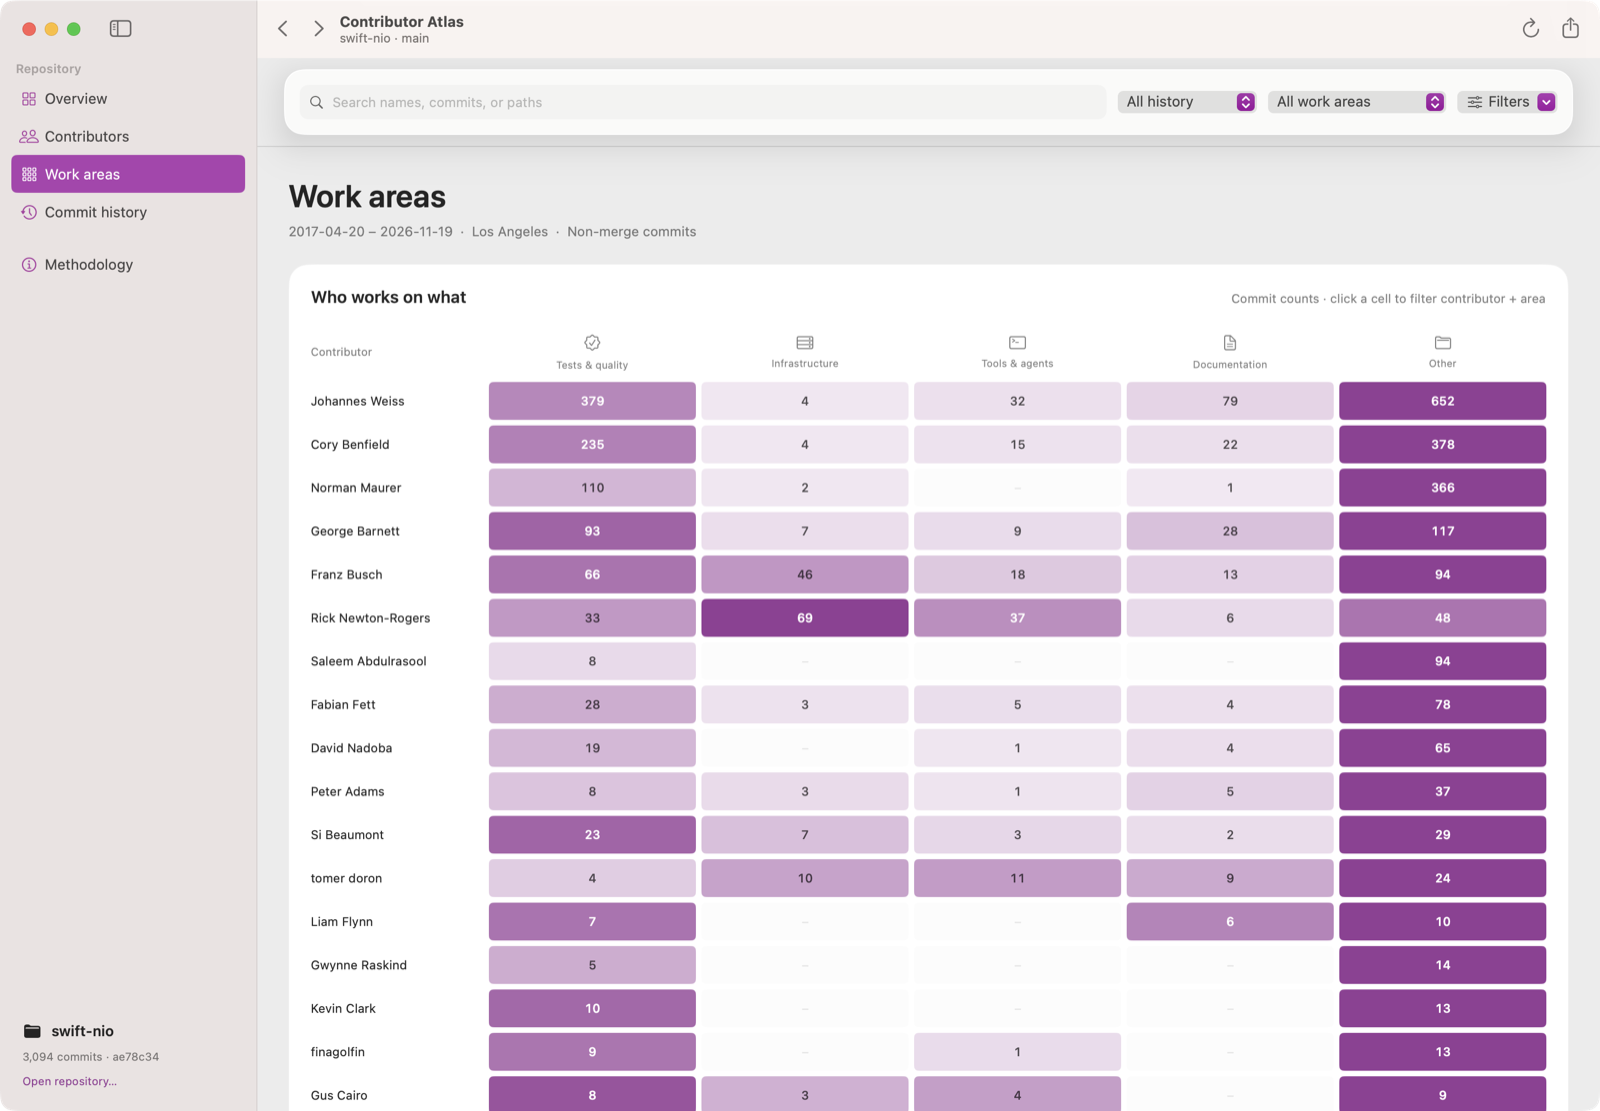 Contributor Atlas
swift-nio · main
Repository
Overview
Contributors
Work areas
Commit history
Methodology
Search names, commits, or paths
All history
All work areas
Filters
Work areas
2017-04-20 – 2026-11-19 · Los Angeles · Non-merge commits
Who works on what
Commit counts · click a cell to filter contributor + area
Contributor Tests & quality Infrastructure Tools & agents Documentation Other
Johannes Weiss 379 4 32 79 652
Cory Benfield 235 4 15 22 378
Norman Maurer 110 2 – 1 366
George Barnett 93 7 9 28 117
Franz Busch 66 46 18 13 94
Rick Newton-Rogers 33 69 37 6 48
Saleem Abdulrasool 8 – – – 94
Fabian Fett 28 3 5 4 78
David Nadoba 19 – 1 4 65
Peter Adams 8 3 1 5 37
Si Beaumont 23 7 3 2 29
tomer doron 4 10 11 9 24
Liam Flynn 7 – – 6 10
Gwynne Raskind 5 – – – 14
Kevin Clark 10 – – – 13
finagolfin 9 – 1 – 13
Gus Cairo 8 3 4 – 9
swift-nio
3,094 commits · ae78c34
Open repository...